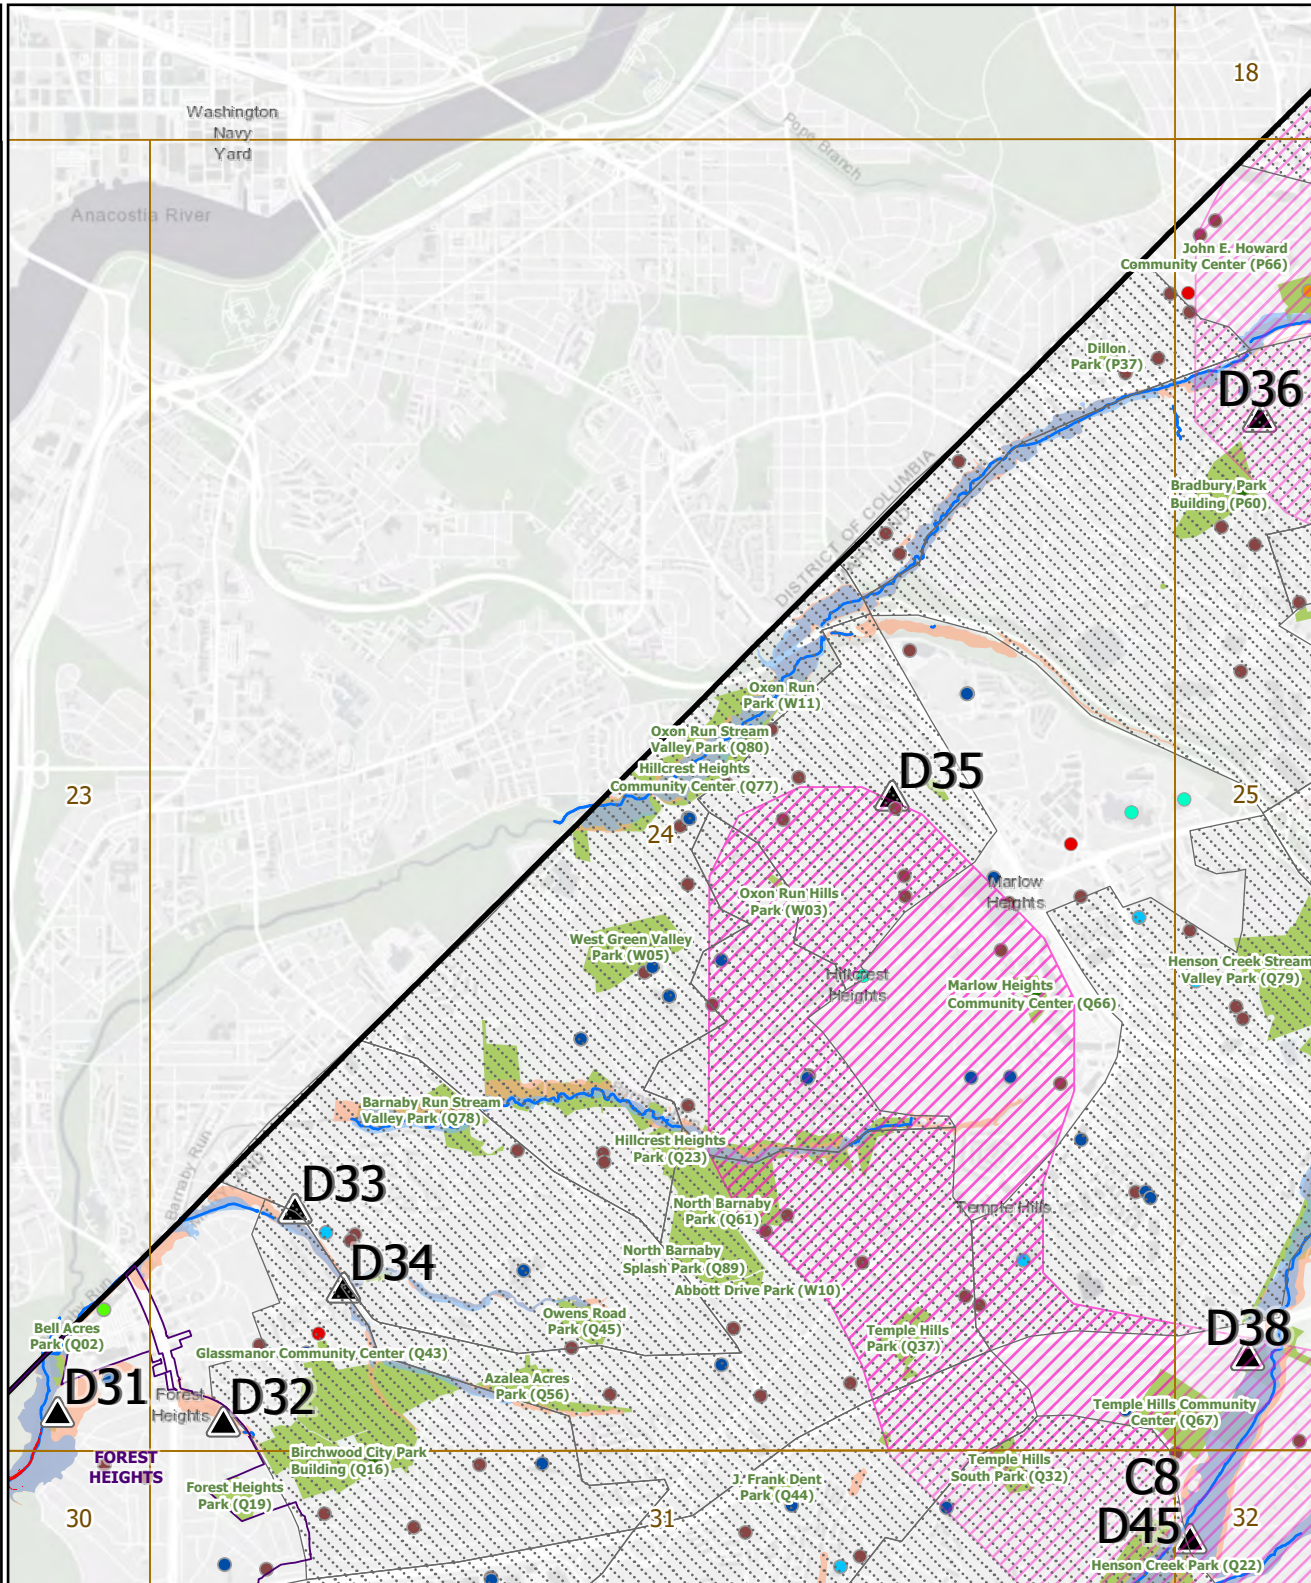 18
Washington
Navy
Yard
Pope Branch
Anacostia River
John E. Howard
Community Center (P66)
Dillon
Park (P37)
D36
DISTRICT OF COLUMBIA
Bradbury Park
Building (P60)
Oxon Run
Park (W11)
Oxon Run Stream
Valley Park (Q80)
Hillcrest Heights
Community Center (Q77)
D35
23
24
25
Marlow
Heights
Oxon Run Hills
Park (W03)
West Green Valley
Park (W05)
Henson Creek Stream
Valley Park (Q79)
Hillcrest
Heights
Marlow Heights
Community Center (Q66)
Barnaby Run Stream
Valley Park (Q78)
Hillcrest Heights
Park (Q23)
Barnaby Run
D33
North Barnaby
Park (Q61)
Temple Hills
D34
North Barnaby
Splash Park (Q89)
Abbott Drive Park (W10)
Run
Bell Acres
Park (Q02)
Owens Road
Park (Q45)
Temple Hills
Park (Q37)
D38
Glassmanor Community Center (Q43)
D31
Forest
Heights
D32
Azalea Acres
Park (Q56)
Temple Hills Community
Center (Q67)
FOREST
HEIGHTS
Birchwood City Park
Building (Q16)
Forest Heights
Park (Q19)
J. Frank Dent
Park (Q44)
Temple Hills
South Park (Q32)
C8
30
31
D45
32
Henson Creek Park (Q22)